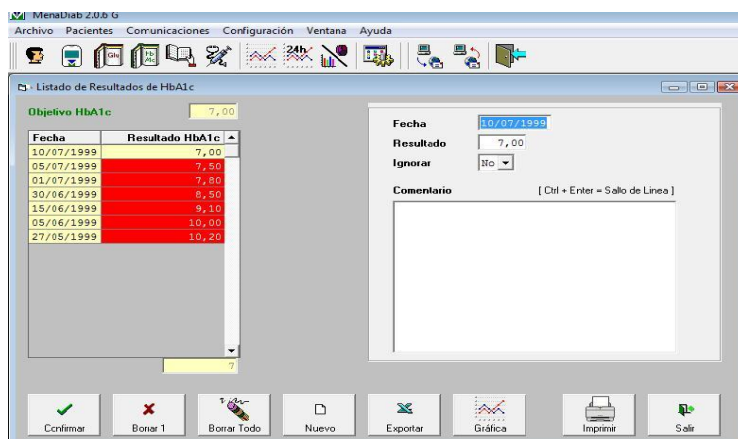 MenaDiab 2.0.6 G
Archivo Pacientes Comunicaciones Configuración Ventana Ayuda
Glu
Hb
A1c
24h
Listado de Resultados de HbA1c
Objetivo HbA1c 7,00
Fecha Resultado HbA1c
10/07/1999 7,00
05/07/1999 7,50
01/07/1999 7,80
30/06/1999 8,50
15/06/1999 9,10
05/06/1999 10,00
27/05/1999 10,20
7
Fecha 10/07/1999
Resultado 7,00
Ignorar No
Comentario [ Ctrl + Enter = Salto de Linea ]
Confirmar Borrar 1 Borrar Todo Nuevo Exportar Gráfica Imprimir Salir